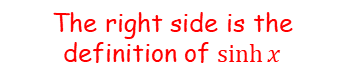 The right side is the
definition of sinh x